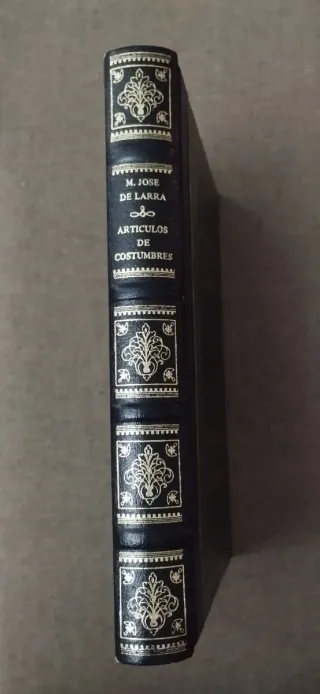 M. JOSE
DE LARRA
ARTICULOS
DE
COSTUMBRES